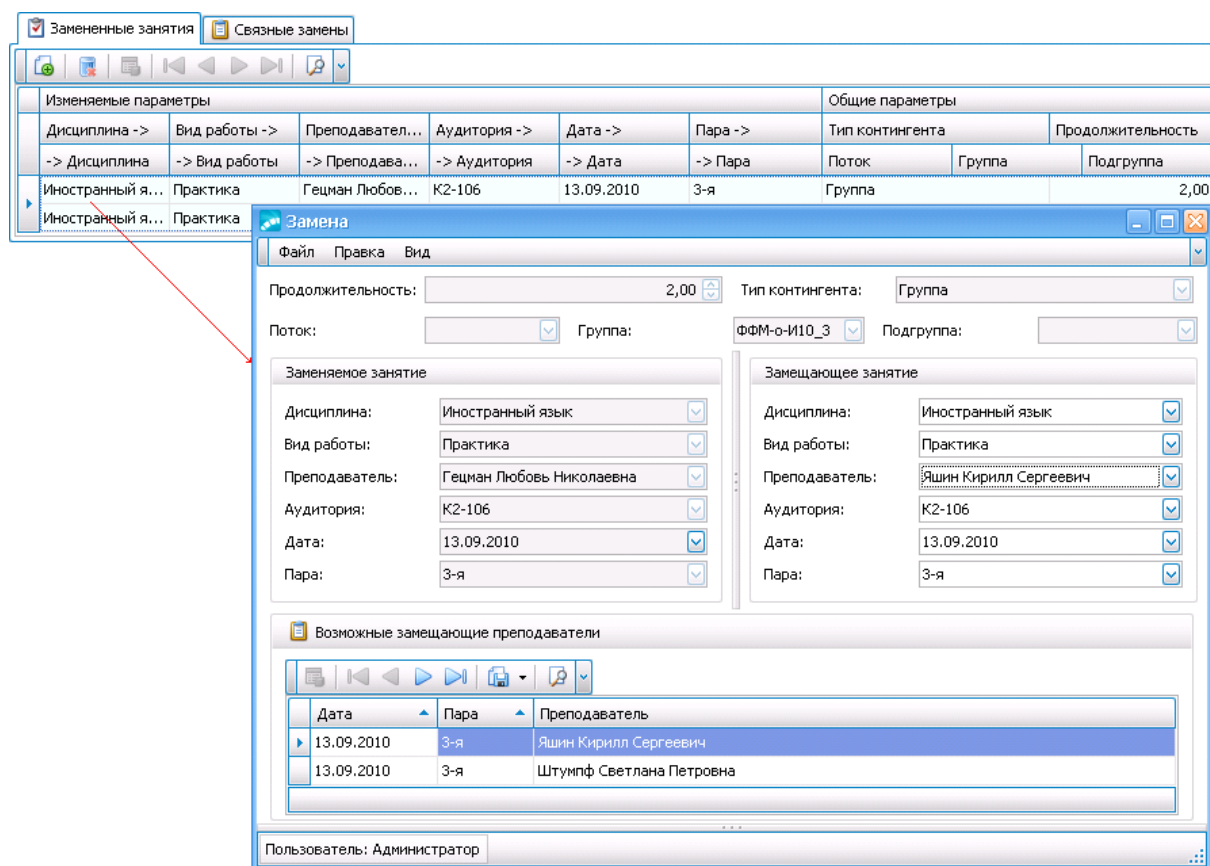 Замененные занятия Связные замены
Изменяемые параметры Общие параметры
Дисциплина -> Вид работы -> Преподавател... Аудитория -> Дата -> Пара -> Тип контингента Продолжительность
-> Дисциплина -> Вид работы -> Преподава... -> Аудитория -> Дата -> Пара Поток Группа Подгруппа
Иностранный я... Практика Гецман Любов... К2-106 13.09.2010 3-я Группа 2,00
Иностранный я... Практика
Замена
Файл Правка Вид
Продолжительность: 2,00 Тип контингента: Группа
Поток: Группа: ФФМ-о-И10_3 Подгруппа:
Заменяемое занятие Замещающее занятие
Дисциплина: Иностранный язык Дисциплина: Иностранный язык
Вид работы: Практика Вид работы: Практика
Преподаватель: Гецман Любовь Николаевна Преподаватель: Яшин Кирилл Сергеевич
Аудитория: К2-106 Аудитория: К2-106
Дата: 13.09.2010 Дата: 13.09.2010
Пара: 3-я Пара: 3-я
Возможные замещающие преподаватели
Дата Пара Преподаватель
13.09.2010 3-я Яшин Кирилл Сергеевич
13.09.2010 3-я Штумпф Светлана Петровна
Пользователь: Администратор